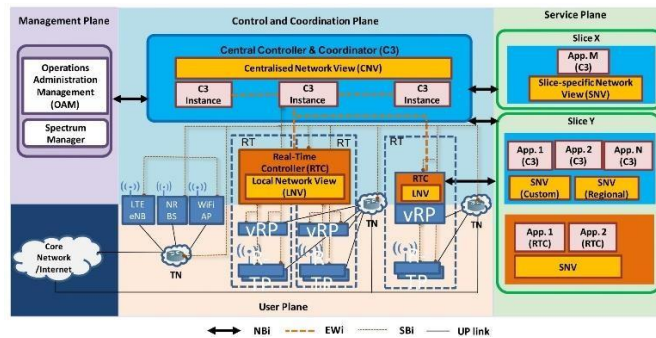 Management Plane
Control and Coordination Plane
Service Plane
Operations
Administration
Management
(OAM)
Spectrum
Manager
Central Controller & Coordinator (C3)
Centralised Network View (CNV)
C3
Instance
C3
Instance
C3
Instance
Slice X
App. M
(C3)
Slice-specific Network
View (SNV)
Slice Y
App. 1
(C3)
App. 2
(C3)
App. N
(C3)
SNV
(Custom)
SNV
(Regional)
App. 1
(RTC)
App. 2
(RTC)
SNV
RT
RT
Real-Time
Controller (RTC)
Local Network View
(LNV)
RTC
LNV
LTE
eNB
NR
BS
WiFi
AP
vRP
vRP
vRP
TN
TN
TN
Core
Network
/Internet
User Plane
NBi
EWi
SBi
UP link